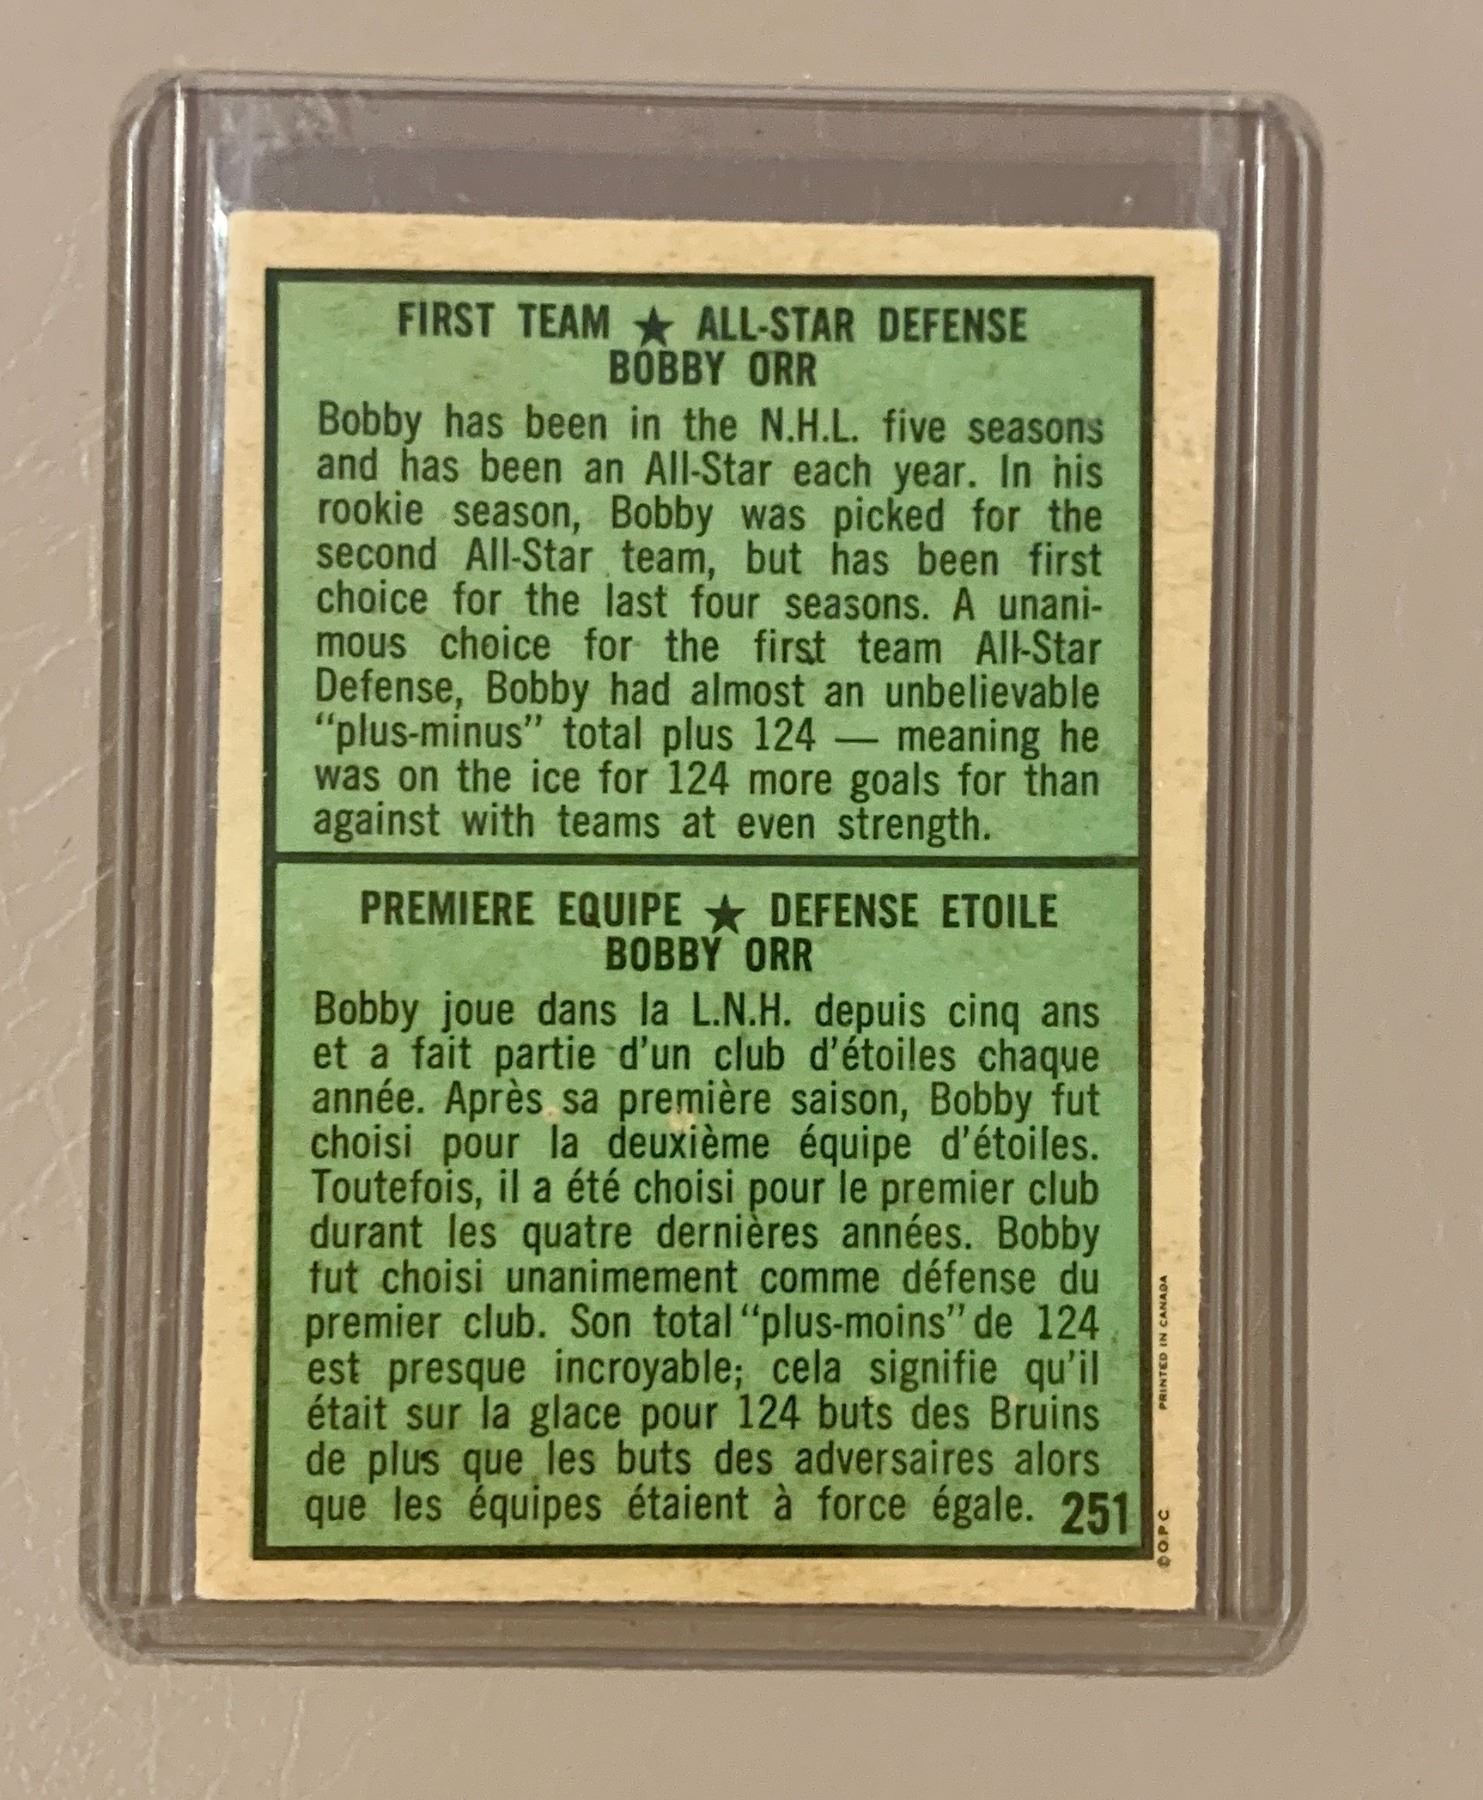 FIRST TEAM ★ ALL-STAR DEFENSE
BOBBY ORR
Bobby has been in the N.H.L. five seasons
and has been an All-Star each year. In his
rookie season, Bobby was picked for the
second All-Star team, but has been first
choice for the last four seasons. A unani-
mous choice for the first team All-Star
Defense, Bobby had almost an unbelievable
“plus-minus” total plus 124 — meaning he
was on the ice for 124 more goals for than
against with teams at even strength.
PREMIERE EQUIPE ★ DEFENSE ETOILE
BOBBY ORR
Bobby joue dans la L.N.H. depuis cinq ans
et a fait partie d'un club d'étoiles chaque
année. Après sa première saison, Bobby fut
choisi pour la deuxième équipe d'étoiles.
Toutefois, il a été choisi pour le premier club
durant les quatre dernières années. Bobby
fut choisi unanimement comme défense du
premier club. Son total “plus-moins” de 124
est presque incroyable; cela signifie qu'il
était sur la glace pour 124 buts des Bruins
de plus que les buts des adversaires alors
que les équipes étaient à force égale. 251
©O.P.C. PRINTED IN CANADA